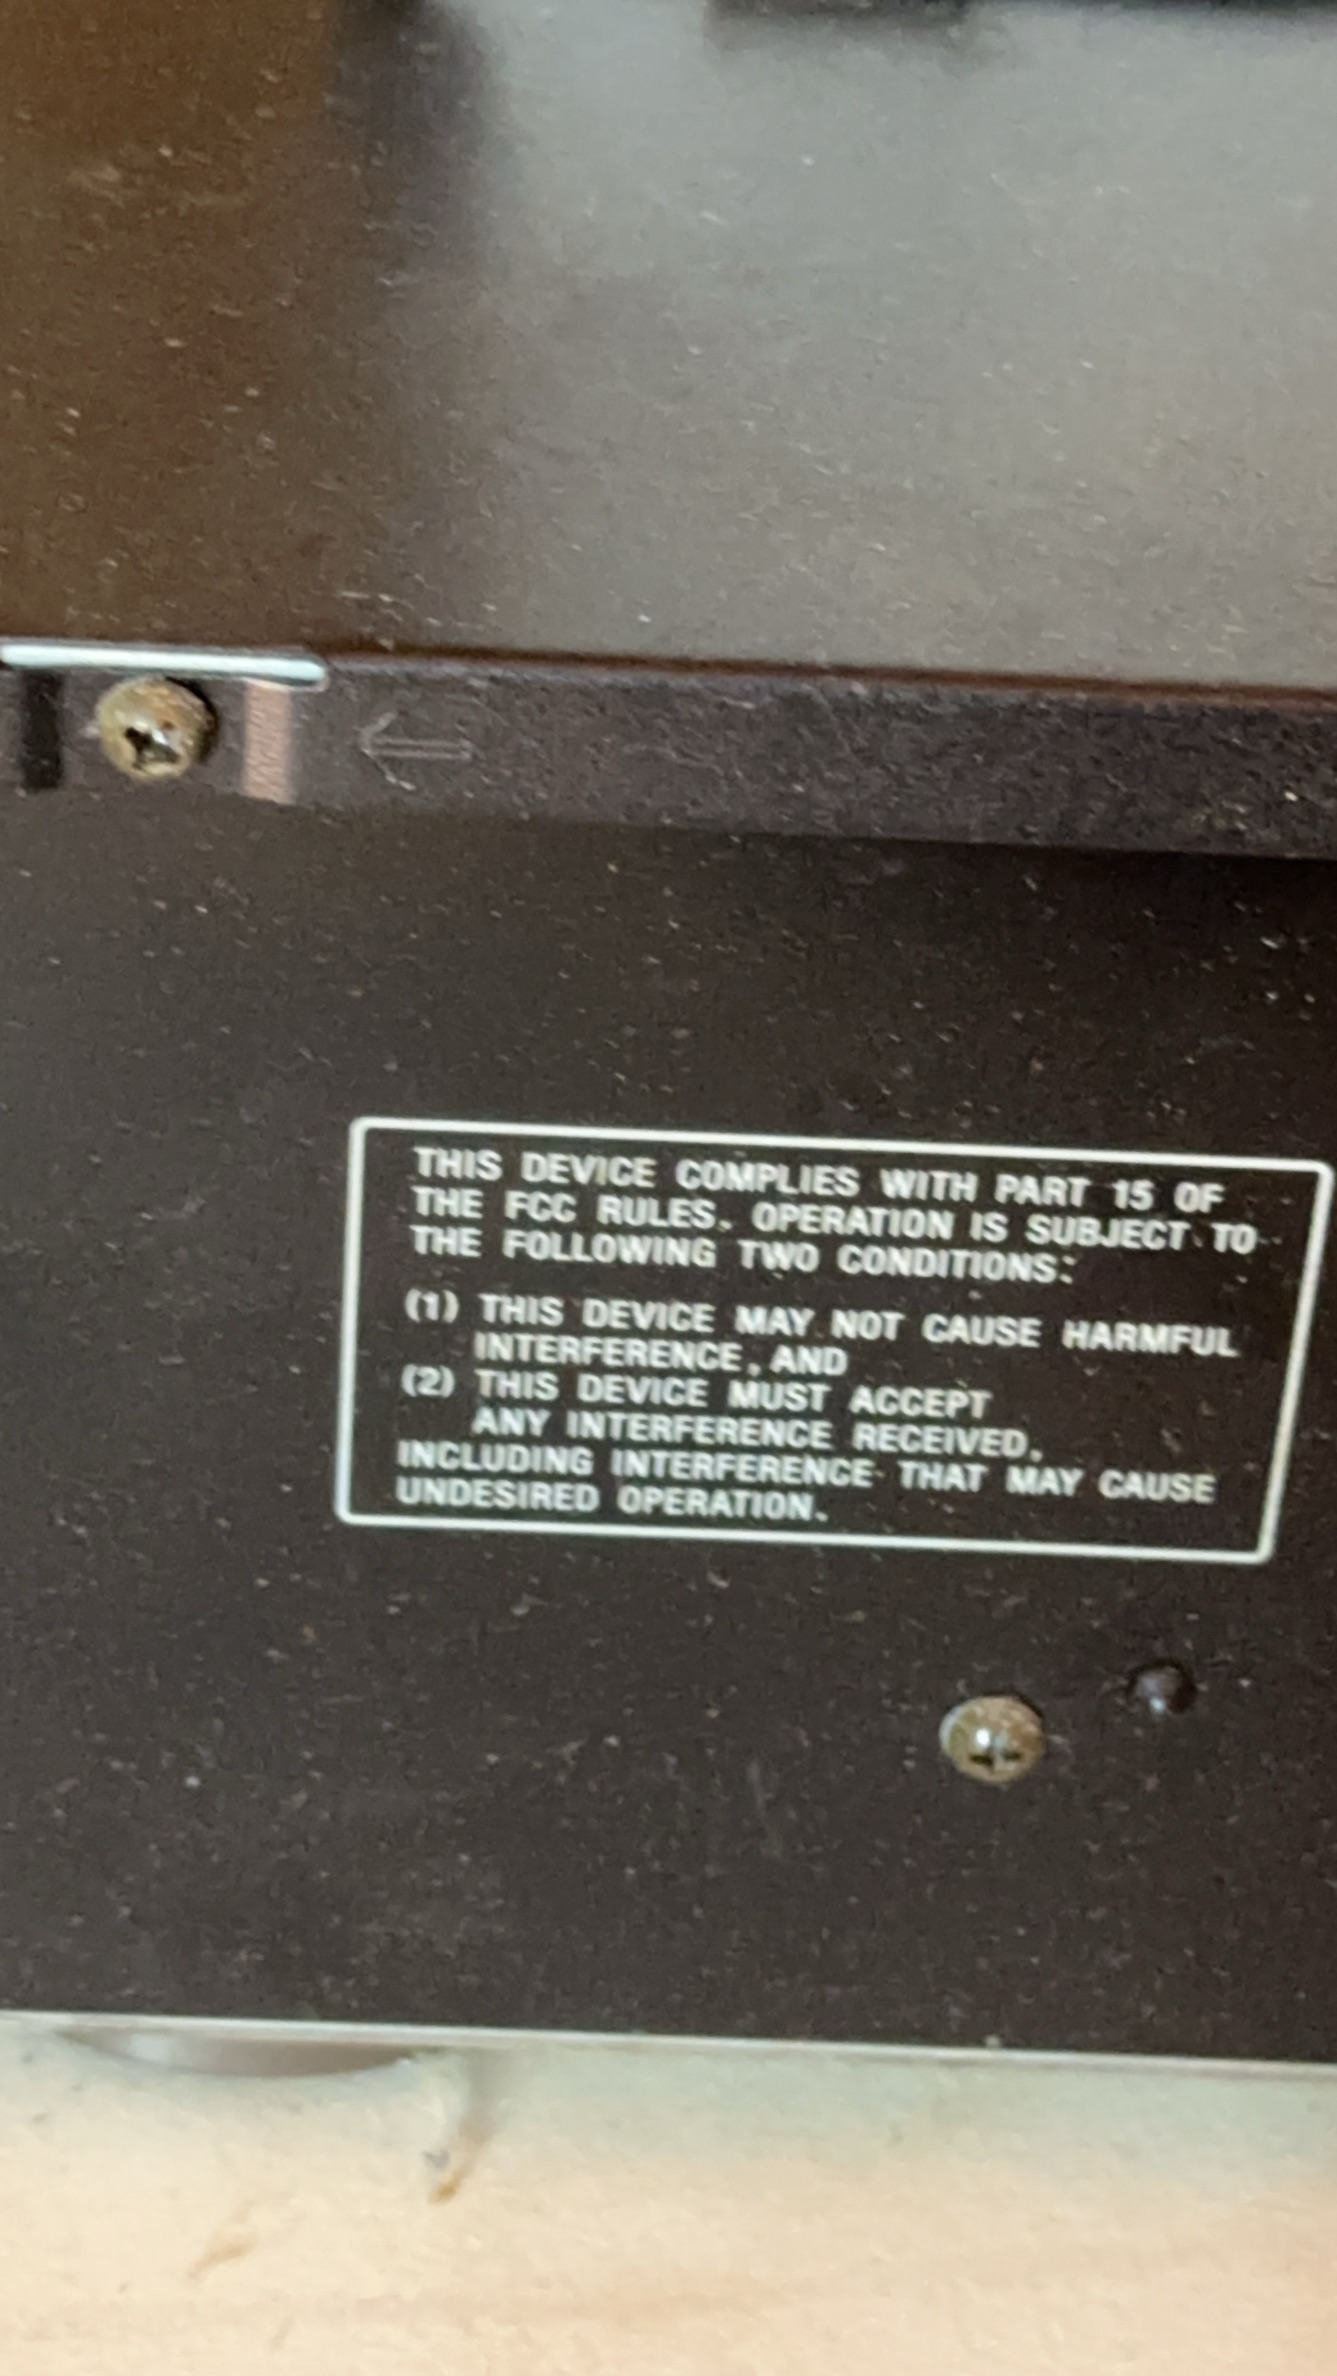 THIS DEVICE COMPLIES WITH PART 15 OF
THE FCC RULES. OPERATION IS SUBJECT TO
THE FOLLOWING TWO CONDITIONS:
(1) THIS DEVICE MAY NOT CAUSE HARMFUL
INTERFERENCE, AND
(2) THIS DEVICE MUST ACCEPT
ANY INTERFERENCE RECEIVED,
INCLUDING INTERFERENCE THAT MAY CAUSE
UNDESIRED OPERATION.